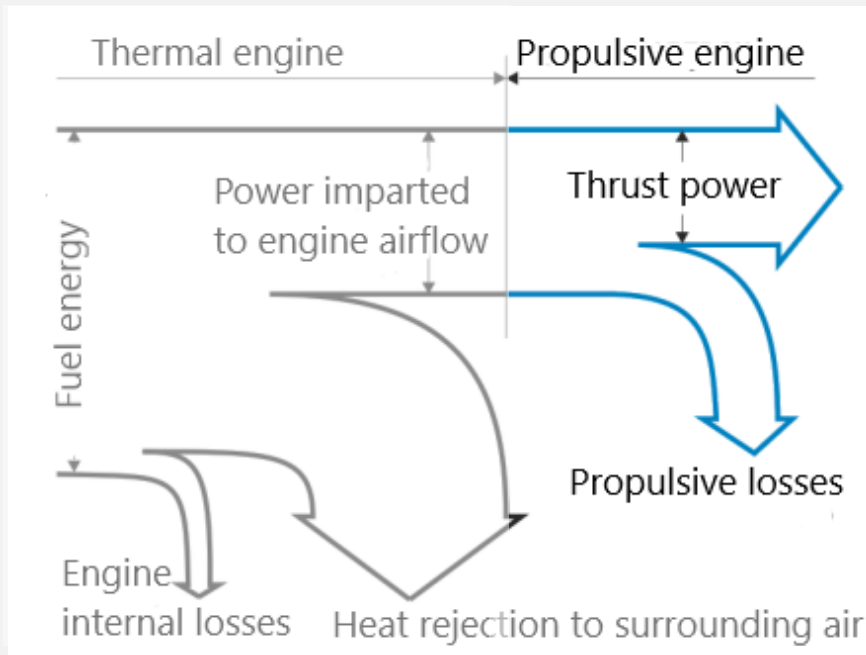 Thermal engine
Propulsive engine
Power imparted
to engine airflow
Thrust power
Fuel energy
Propulsive losses
Engine
internal losses
Heat rejection to surrounding air